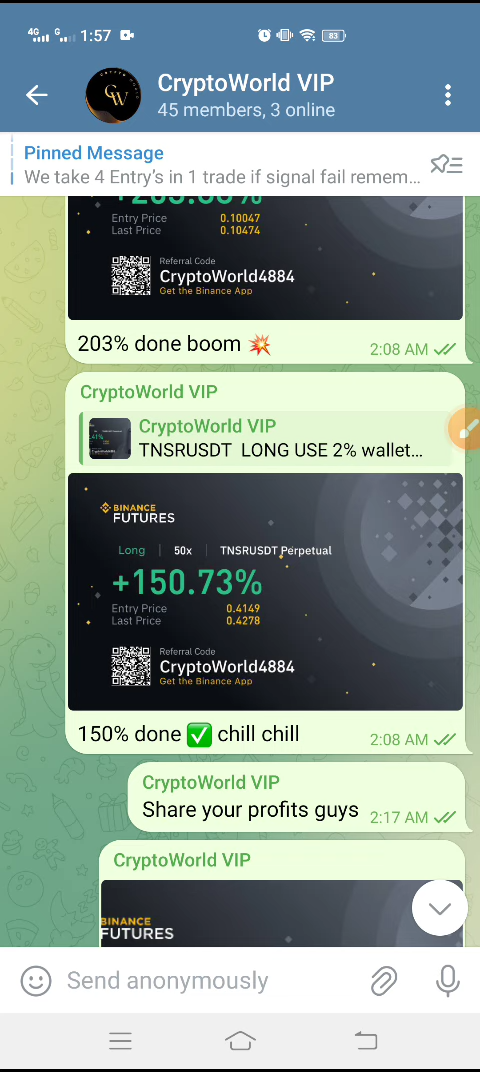 4G G 1:57 83
CryptoWorld VIP
45 members, 3 online
Pinned Message
We take 4 Entry's in 1 trade if signal fail remem...
Entry Price 0.10047
Last Price 0.10474
Referral Code
CryptoWorld4884
Get the Binance App
203% done boom 💥 2:08 AM
CryptoWorld VIP
CryptoWorld VIP
TNSRUSDT LONG USE 2% wallet...
BINANCE
FUTURES
Long | 50x | TNSRUSDT Perpetual
+150.73%
Entry Price 0.4149
Last Price 0.4278
Referral Code
CryptoWorld4884
Get the Binance App
150% done ✅ chill chill 2:08 AM
CryptoWorld VIP
Share your profits guys 2:17 AM
CryptoWorld VIP
BINANCE
FUTURES
Send anonymously